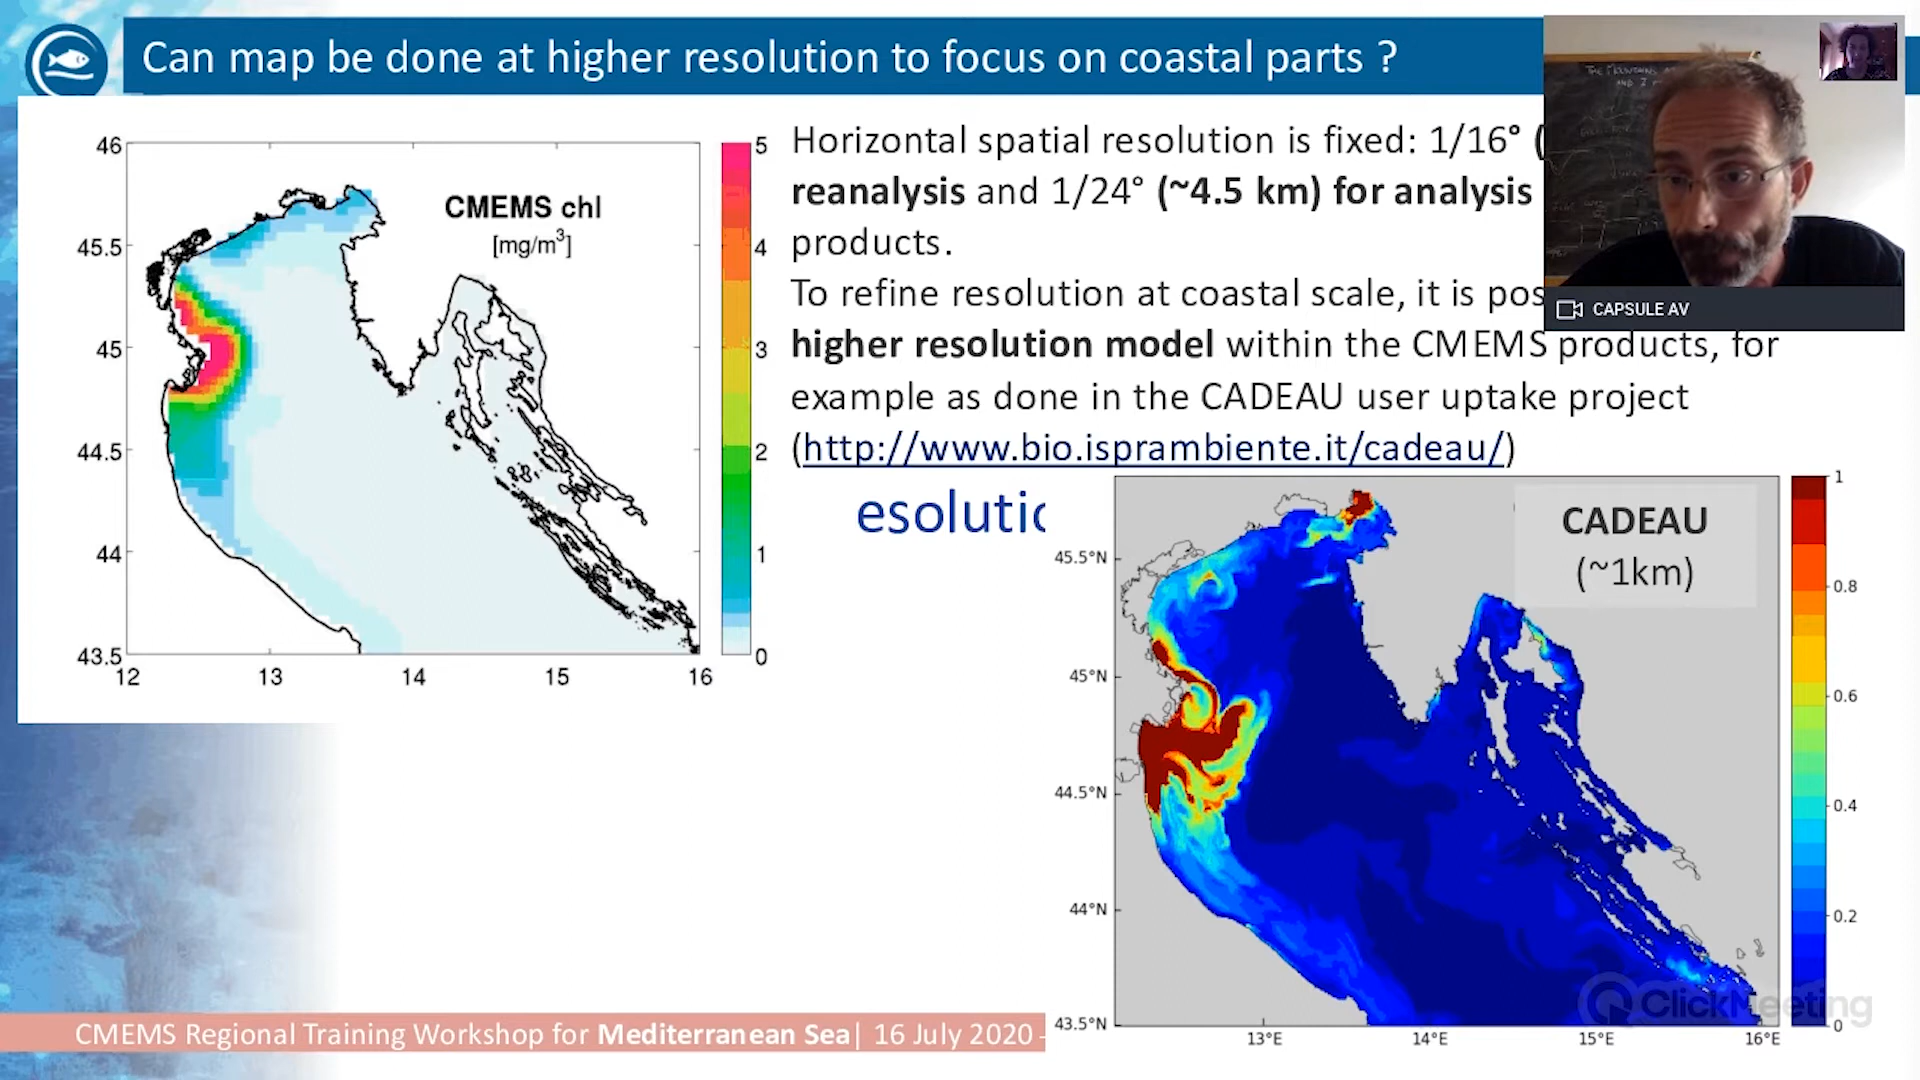 Can map be done at higher resolution to focus on coastal parts ?
CMEMS chl
[mg/m³]
46
45.5
45
44.5
44
43.5
12
13
14
15
16
5
4
3
2
1
0
Horizontal spatial resolution is fixed: 1/16° (
reanalysis and 1/24° (~4.5 km) for analysis
products.
To refine resolution at coastal scale, it is pos
higher resolution model within the CMEMS products, for
example as done in the CADEAU user uptake project
(http://www.bio.isprambiente.it/cadeau/)
CAPSULE AV
esolutic
CADEAU
(~1km)
45.5°N
45°N
44.5°N
44°N
43.5°N
13°E
14°E
15°E
16°E
1
0.8
0.6
0.4
0.2
0
ClickMeeting
CMEMS Regional Training Workshop for Mediterranean Sea| 16 July 2020 -